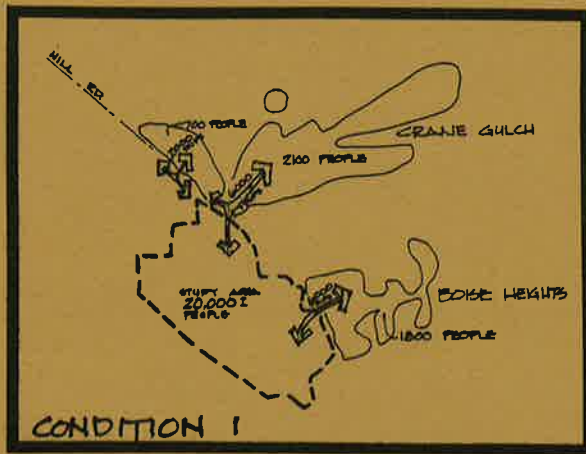 HILL RD
700 PEOPLE
CRANE GULCH
2100 PEOPLE
STUDY AREA
20,000±
PEOPLE
BOISE HEIGHTS
1800 PEOPLE
CONDITION 1